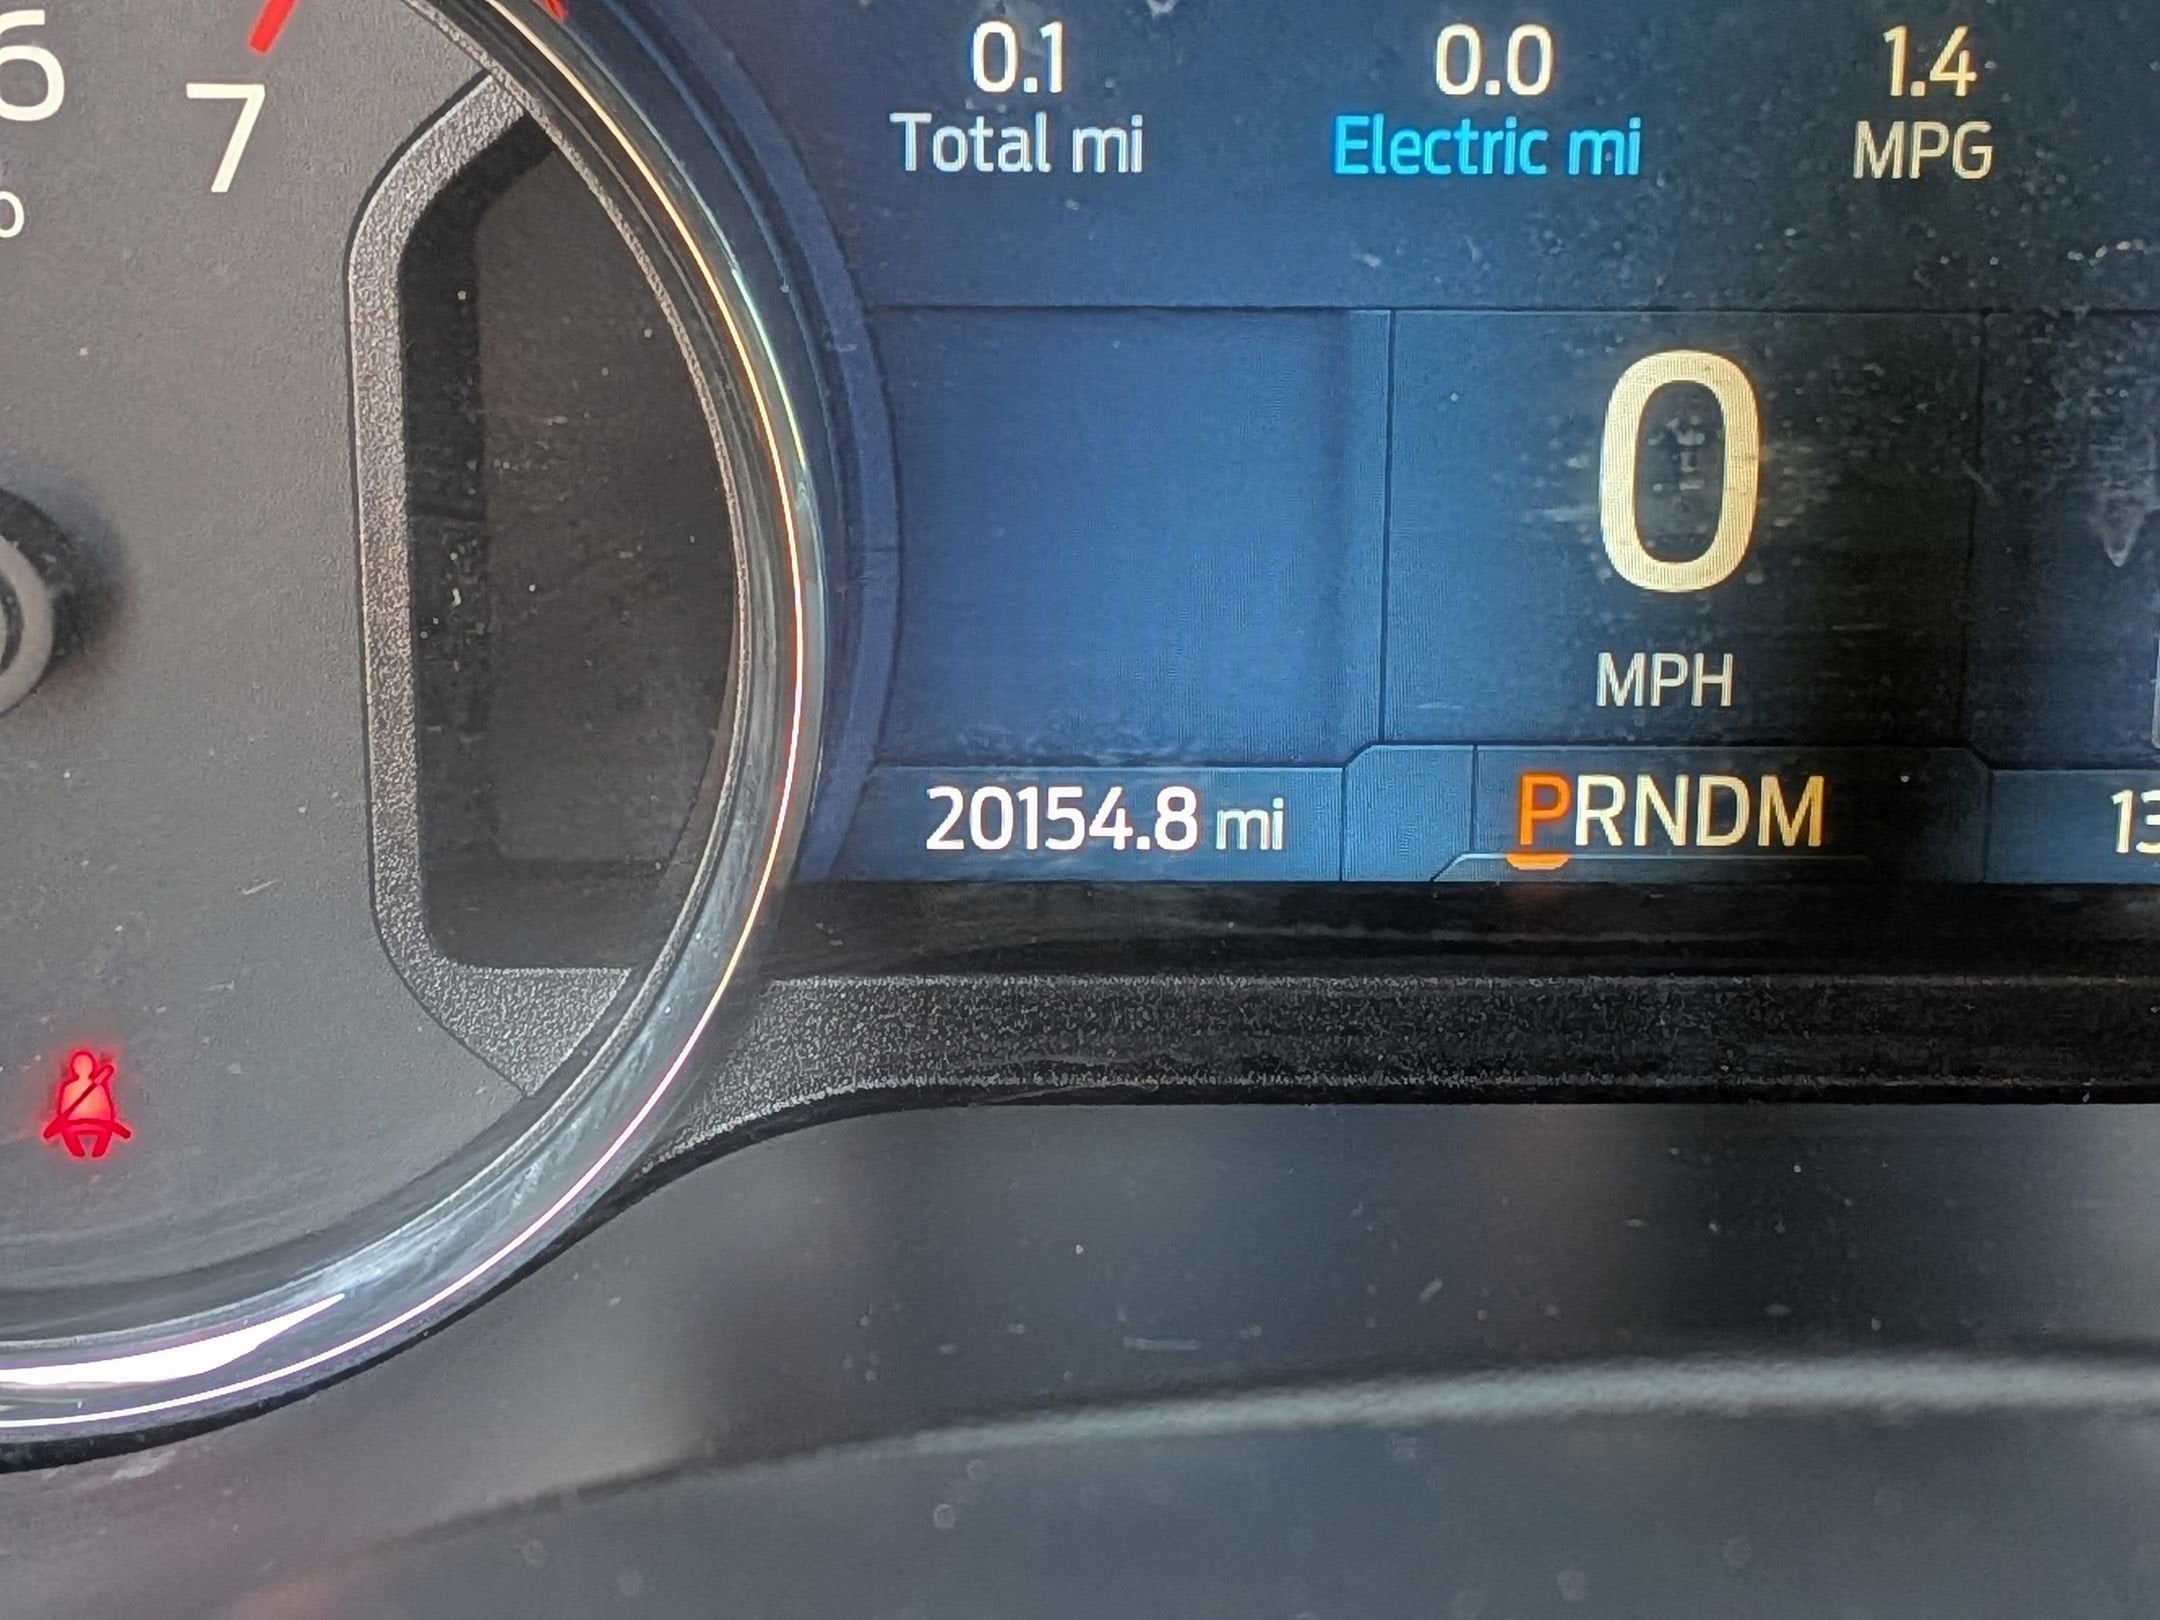 6
7
0.1
Total mi
0.0
Electric mi
1.4
MPG
0
MPH
20154.8 mi
PRNDM